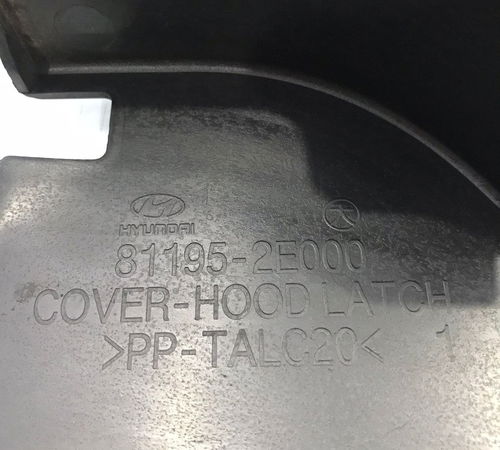 HYUNDAI
81195-2E000
COVER-HOOD LATCH
>PP-TALC20< 1